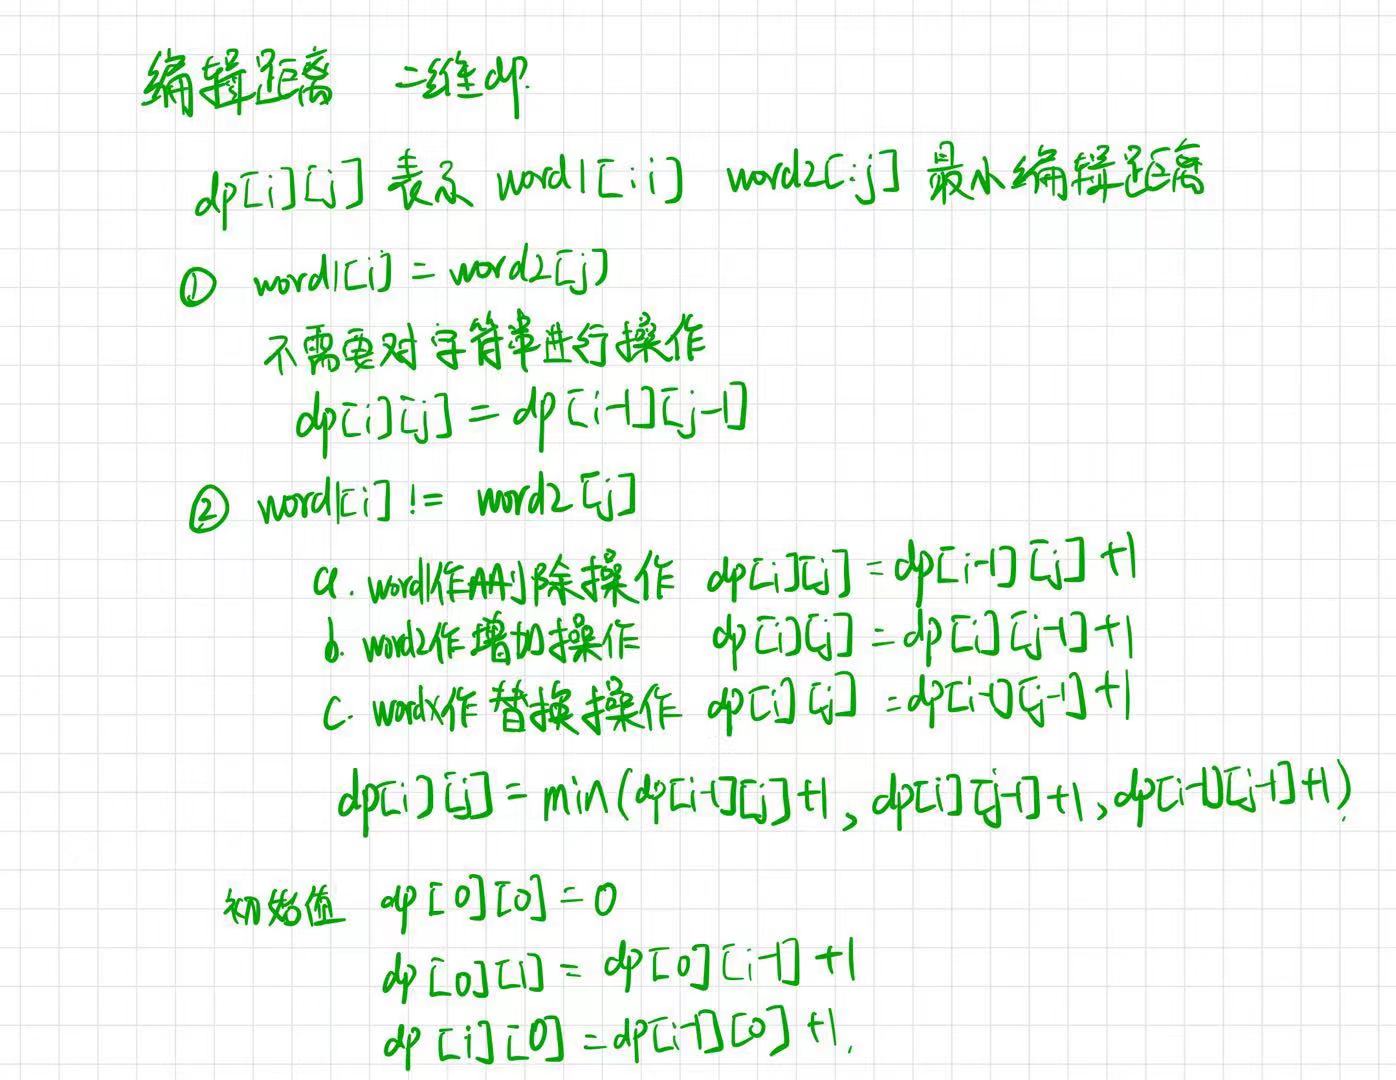 编辑距离 二维dp.
dp[i][j] 表示 word1[:i] word2[:j] 最小编辑距离
① word1[i] = word2[j]
不需要对字符串进行操作
dp[i][j] = dp[i-1][j-1]
② word1[i] != word2[j]
a. word1作删除操作 dp[i][j] = dp[i-1][j] +1
b. word2作增加操作 dp[i][j] = dp[i][j-1]+1
c. wordx作替换操作 dp[i][j] = dp[i-1][j-1]+1
dp[i][j] = min(dp[i-1][j]+1, dp[i][j-1]+1, dp[i-1][j-1]+1)
初始值 dp[0][0] = 0
dp[0][i] = dp[0][i-1] +1
dp[i][0] = dp[i-1][0] +1.